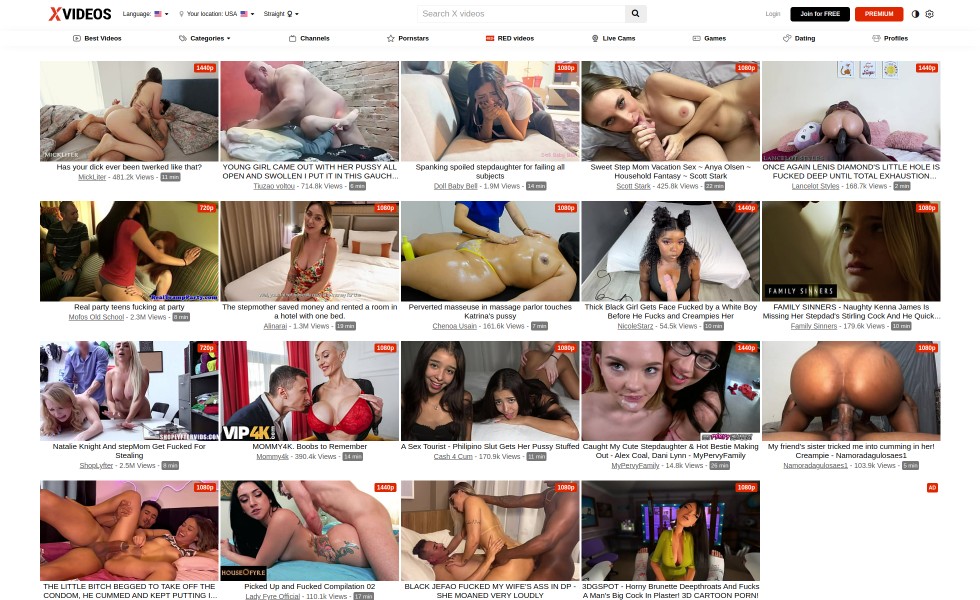 XVIDEOS
Language:
Your location: USA
Straight
Search X videos
Login
Join for FREE
PREMIUM
Best Videos
Categories
Channels
Pornstars
RED videos
Live Cams
Games
Dating
Profiles
1440p
MICKLITER
Has your dick ever been twerked like that?
MickLiter - 481.2k Views - 11 min
YOUNG GIRL CAME OUT WITH HER PUSSY ALL
OPEN AND SWOLLEN I PUT IT IN THIS GAUCH...
Tiuzao voltou - 714.8k Views - 6 min
1080p
Spanking spoiled stepdaughter for failing all
subjects
Doll Baby Bell - 1.9M Views - 14 min
1080p
Sweet Step Mom Vacation Sex ~ Anya Olsen ~
Household Fantasy ~ Scott Stark
Scott Stark - 425.8k Views - 22 min
1440p
LANCELOT STYLES
ONCE AGAIN LENIS DIAMOND'S LITTLE HOLE IS
FUCKED DEEP UNTIL TOTAL EXHAUSTION...
Lancelot Styles - 168.7k Views - 2 min
720p
Real party teens fucking at party
Mofos Old School - 2.3M Views - 8 min
1080p
The stepmother saved money and rented a room in
a hotel with one bed.
Alinarai - 1.3M Views - 19 min
1080p
Perverted masseuse in massage parlor touches
Katrina's pussy
Chenoa Usain - 161.6k Views - 7 min
1440p
Thick Black Girl Gets Face Fucked by a White Boy
Before He Fucks and Creampies Her
NicoleStarz - 54.5k Views - 10 min
1080p
FAMILY SINNERS
FAMILY SINNERS - Naughty Kenna James Is
Missing Her Stepdad's Stirling Cock And He Quick...
Family Sinners - 179.6k Views - 10 min
720p
SHOPLYFTERVIDS.COM
Natalie Knight And stepMom Get Fucked For
Stealing
ShopLyfter - 2.5M Views - 8 min
1080p
VIP4K.COM
MOMMY4K. Boobs to Remember
Mommy4k - 390.4k Views - 14 min
1080p
A Sex Tourist - Philipino Slut Gets Her Pussy Stuffed
Cash 4 Cum - 170.9k Views - 11 min
1440p
Caught My Cute Stepdaughter & Hot Bestie Making
Out - Alex Coal, Dani Lynn - MyPervyFamily
MyPervyFamily - 14.8k Views - 26 min
1080p
My friend's sister tricked me into cumming in her!
Creampie - Namoradagulosaes1
Namoradagulosaes1 - 103.9k Views - 5 min
1080p
THE LITTLE BITCH BEGGED TO TAKE OFF THE
CONDOM, HE CUMMED AND KEPT PUTTING I...
1440p
HOUSEOFYRE
Picked Up and Fucked Compilation 02
Lady Fyre Official - 110.1k Views - 17 min
1080p
BLACK JEFAO FUCKED MY WIFE'S ASS IN DP -
SHE MOANED VERY LOUDLY
1080p
3DGSPOT - Horny Brunette Deepthroats And Fucks
A Man's Big Cock In Plaster! 3D CARTOON PORN!
AD